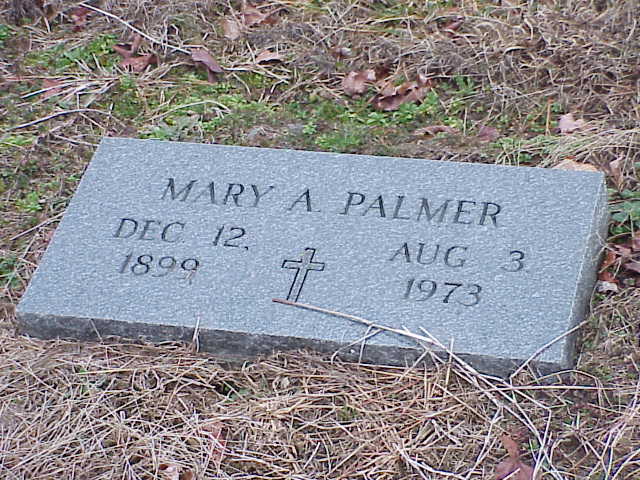 MARY A. PALMER
DEC. 12, AUG 3
1899 1973